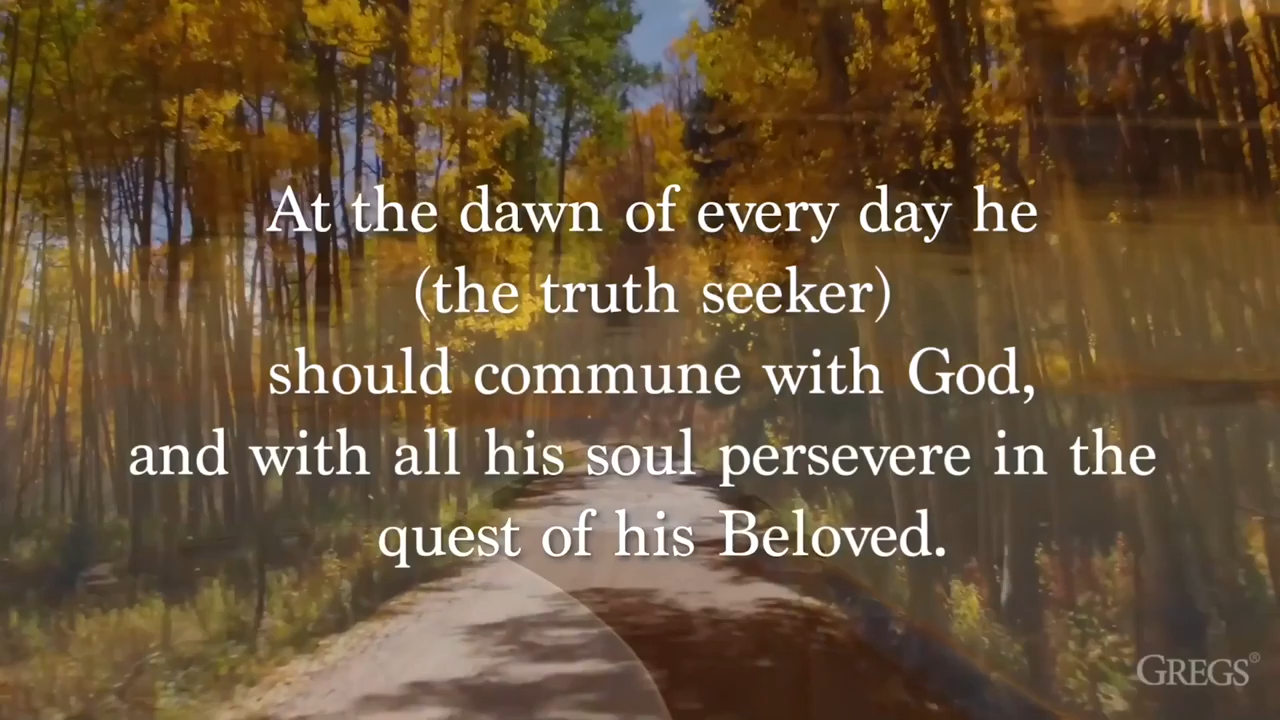 At the dawn of every day he
(the truth seeker)
should commune with God,
and with all his soul persevere in the
quest of his Beloved.
GREGS®